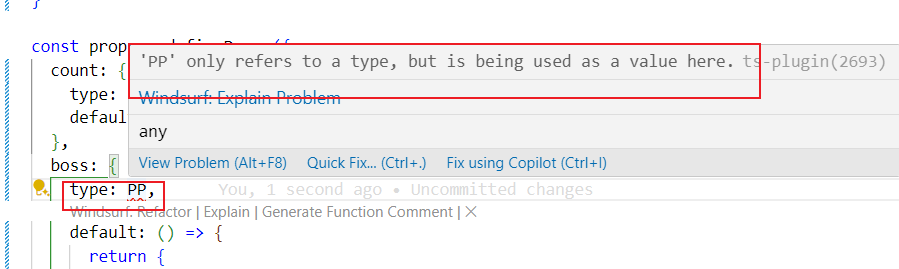 }
const prop
'PP' only refers to a type, but is being used as a value here. ts-plugin(2693)
count: {
Windsurf: Explain Problem
type:
defaul
any
},
boss: {
View Problem (Alt+F8) Quick Fix... (Ctrl+.) Fix using Copilot (Ctrl+I)
type: PP, You, 1 second ago • Uncommitted changes
Windsurf: Refactor | Explain | Generate Function Comment | ×
default: () => {
return {